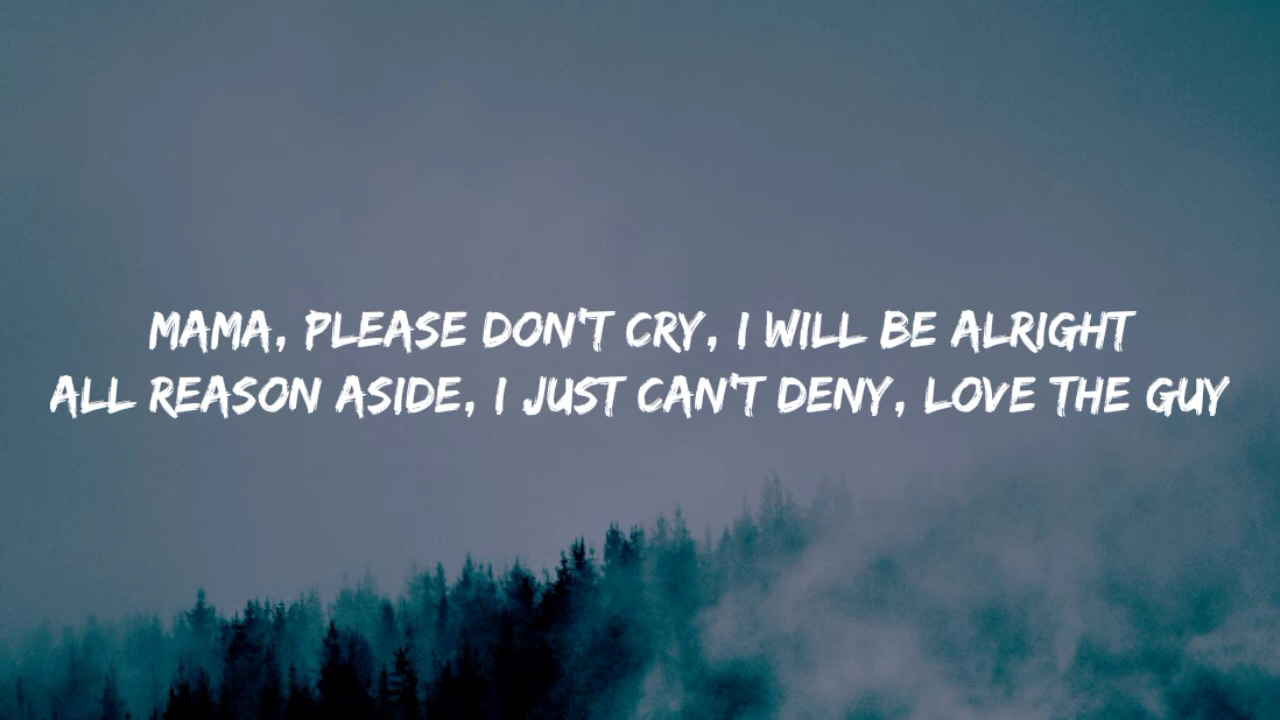 MAMA, PLEASE DON'T CRY, I WILL BE ALRIGHT
ALL REASON ASIDE, I JUST CAN'T DENY, LOVE THE GUY